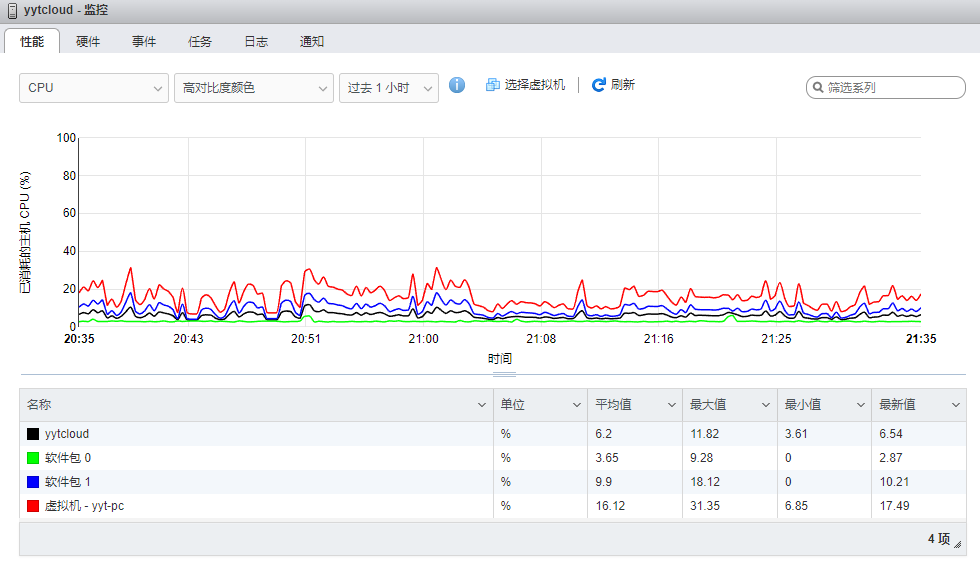 yytcloud - 监控
性能 硬件 事件 任务 日志 通知
CPU 高对比度颜色 过去 1 小时 i 选择虚拟机 刷新 筛选系列
已消耗的主机 CPU (%)
100
80
60
40
20
0
20:35 20:43 20:51 21:00 21:08 21:16 21:25 21:35
时间
名称 单位 平均值 最大值 最小值 最新值
yytcloud % 6.2 11.82 3.61 6.54
软件包 0 % 3.65 9.28 0 2.87
软件包 1 % 9.9 18.12 0 10.21
虚拟机 - yyt-pc % 16.12 31.35 6.85 17.49
4 项